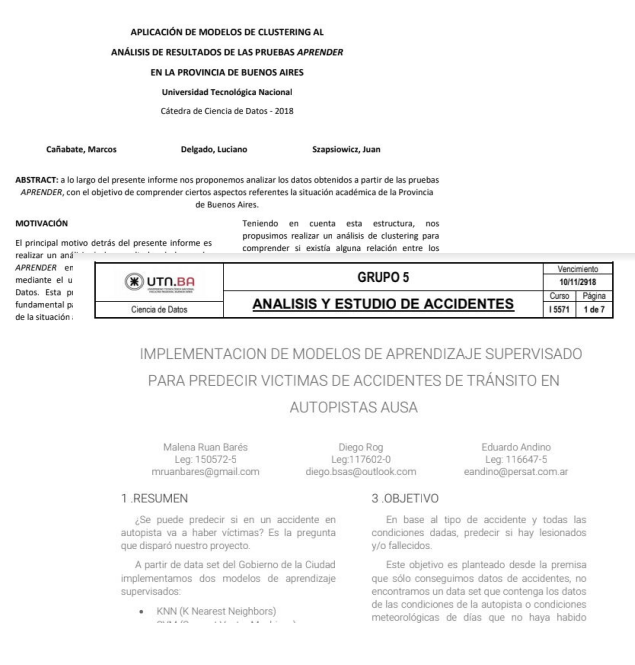 APLICACIÓN DE MODELOS DE CLUSTERING AL
ANÁLISIS DE RESULTADOS DE LAS PRUEBAS APRENDER
EN LA PROVINCIA DE BUENOS AIRES
Universidad Tecnológica Nacional
Cátedra de Ciencia de Datos - 2018
Cañabate, Marcos
Delgado, Luciano
Szapsiowicz, Juan
ABSTRACT: a lo largo del presente informe nos proponemos analizar los datos obtenidos a partir de las pruebas
APRENDER, con el objetivo de comprender ciertos aspectos referentes la situación académica de la Provincia
de Buenos Aires.
MOTIVACIÓN
El principal motivo detrás del presente informe es
realizar un
APRENDER en
mediante el u
Datos. Esta
fundamental
de la situación
Teniendo en cuenta esta estructura, nos
propusimos realizar un análisis de clustering para
comprender si existía alguna relación entre los
UTN.BA
Ciencia de Datos
GRUPO 5
ANALISIS Y ESTUDIO DE ACCIDENTES
Vencimiento
10/11/2918
Curso Página
I 5571 1 de 7
IMPLEMENTACION DE MODELOS DE APRENDIZAJE SUPERVISADO
PARA PREDECIR VICTIMAS DE ACCIDENTES DE TRÁNSITO EN
AUTOPISTAS AUSA
Malena Ruan Barés
Leg: 150572-5
mruanbares@gmail.com
Diego Rog
Leg:117602-0
diego.bsas@outlook.com
Eduardo Andino
Leg: 116647-5
eandino@persat.com.ar
1 .RESUMEN
¿Se puede predecir si en un accidente en
autopista va a haber víctimas? Es la pregunta
que disparó nuestro proyecto.
A partir de data set del Gobierno de la Ciudad
implementamos dos modelos de aprendizaje
supervisados:
• KNN (K Nearest Neighbors)
3 .OBJETIVO
En base al tipo de accidente y todas las
condiciones dadas, predecir si hay lesionados
y/o fallecidos.
Este objetivo es planteado desde la premisa
que sólo conseguimos datos de accidentes, no
encontramos un data set que contenga los datos
de las condiciones de la autopista o condiciones
meteorológicas de días que no haya habido